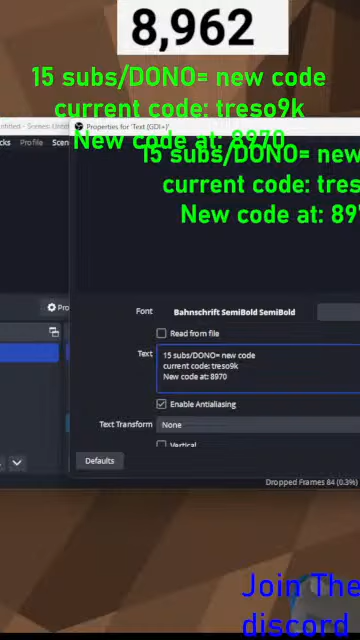 8,962
15 subs/DONO= new code
current code: treso9k
New code at: 8970
Properties for 'Text (GDI+)'
Profile
15 subs/DONO= new
current code: tres
New code at: 89
Font
Bahnschrift SemiBold SemiBold
Read from file
Text
15 subs/DONO= new code
current code: treso9k
New code at: 8970
Enable Antialiasing
Text Transform
None
Vertical
Defaults
Dropped Frames 84 (0.3%)
Join The
discord